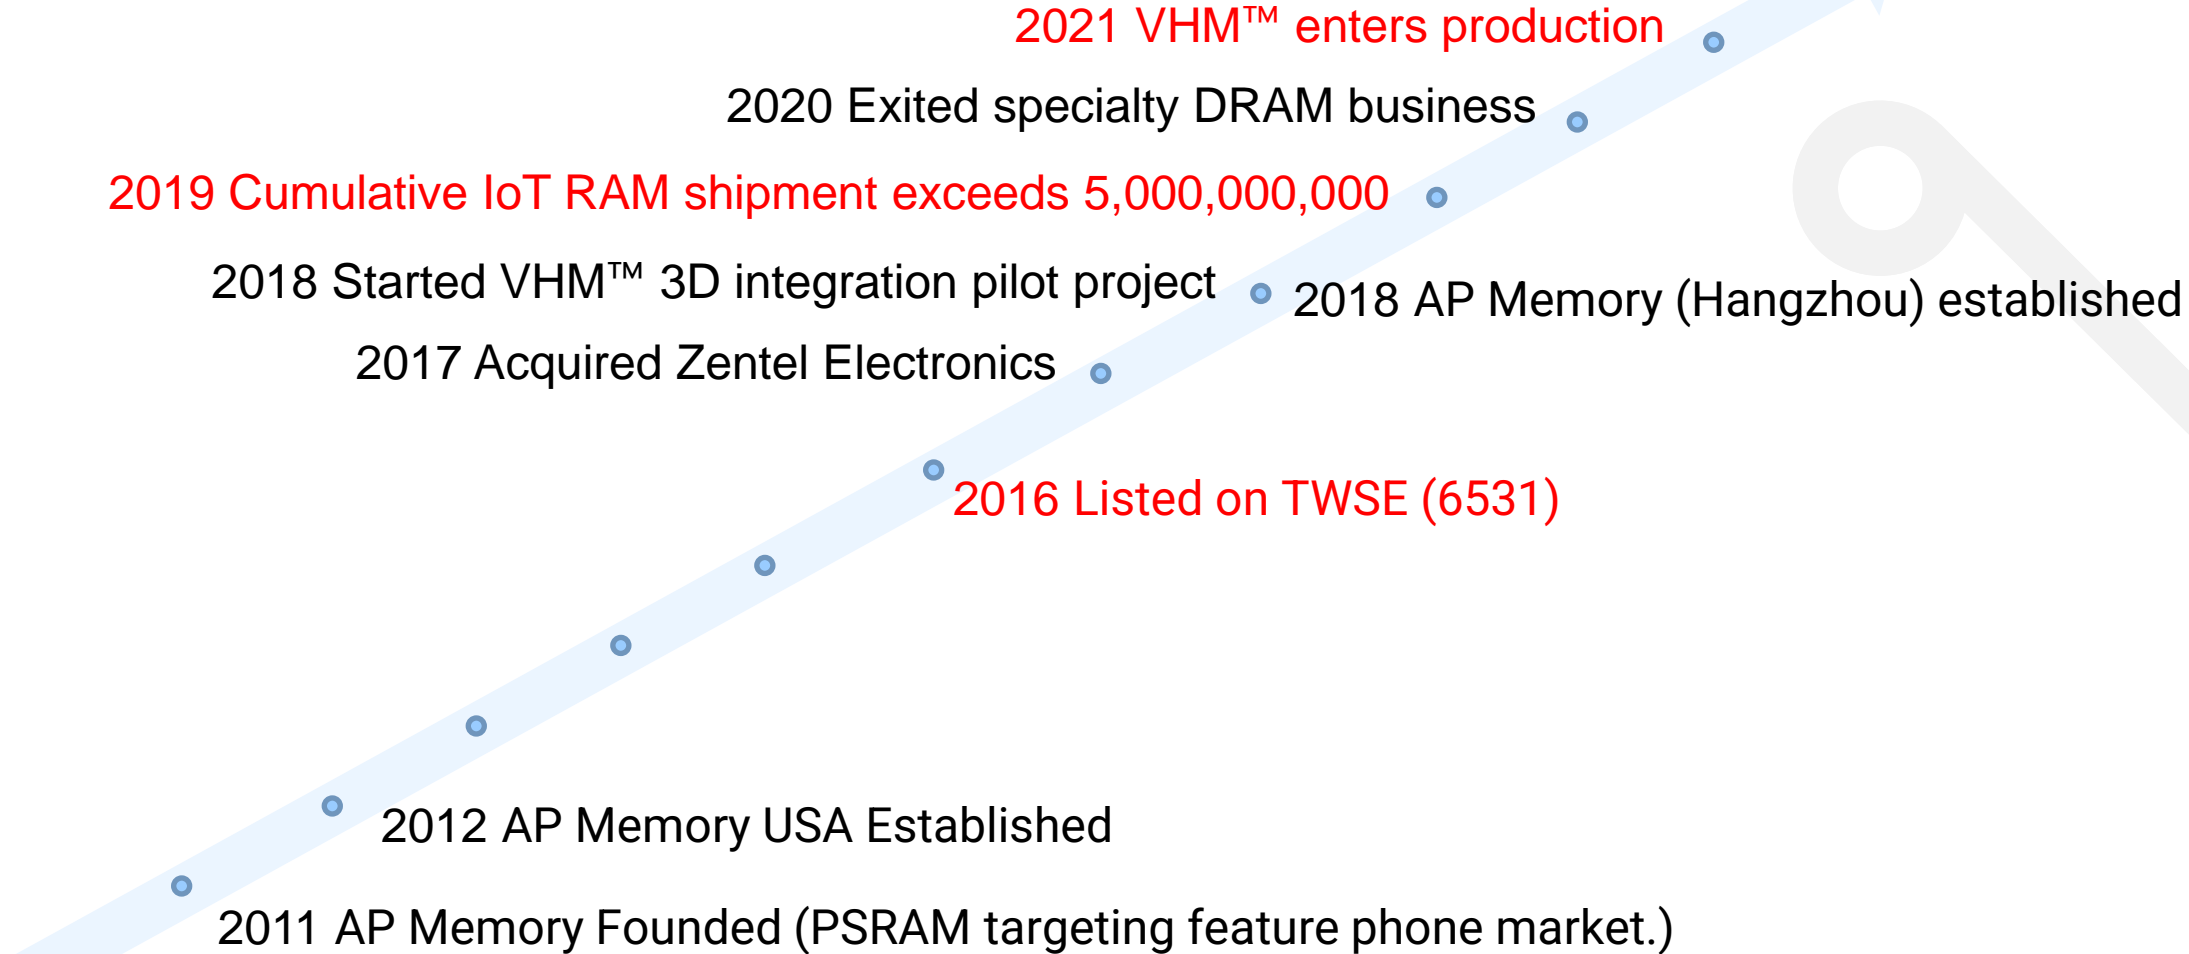 2021 VHM™ enters production
2020 Exited specialty DRAM business
2019 Cumulative IoT RAM shipment exceeds 5,000,000,000
2018 Started VHM™ 3D integration pilot project
2018 AP Memory (Hangzhou) established
2017 Acquired Zentel Electronics
2016 Listed on TWSE (6531)
2012 AP Memory USA Established
2011 AP Memory Founded (PSRAM targeting feature phone market.)